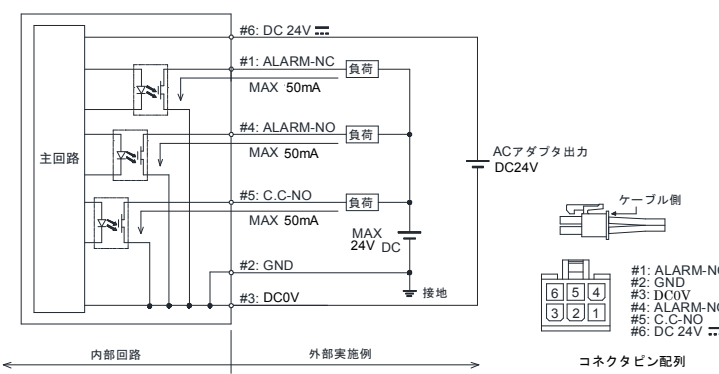 #6: DC 24V
#1: ALARM-NC
負荷
MAX 50mA
#4: ALARM-NO
負荷
MAX 50mA
主回路
#5: C.C-NO
負荷
MAX 50mA
MAX
24V DC
#2: GND
接地
#3: DC0V
ACアダプタ出力
DC24V
内部回路
外部実施例
ケーブル側
6 5 4
3 2 1
#1: ALARM-NC
#2: GND
#3: DC0V
#4: ALARM-NO
#5: C.C-NO
#6: DC 24V
コネクタピン配列